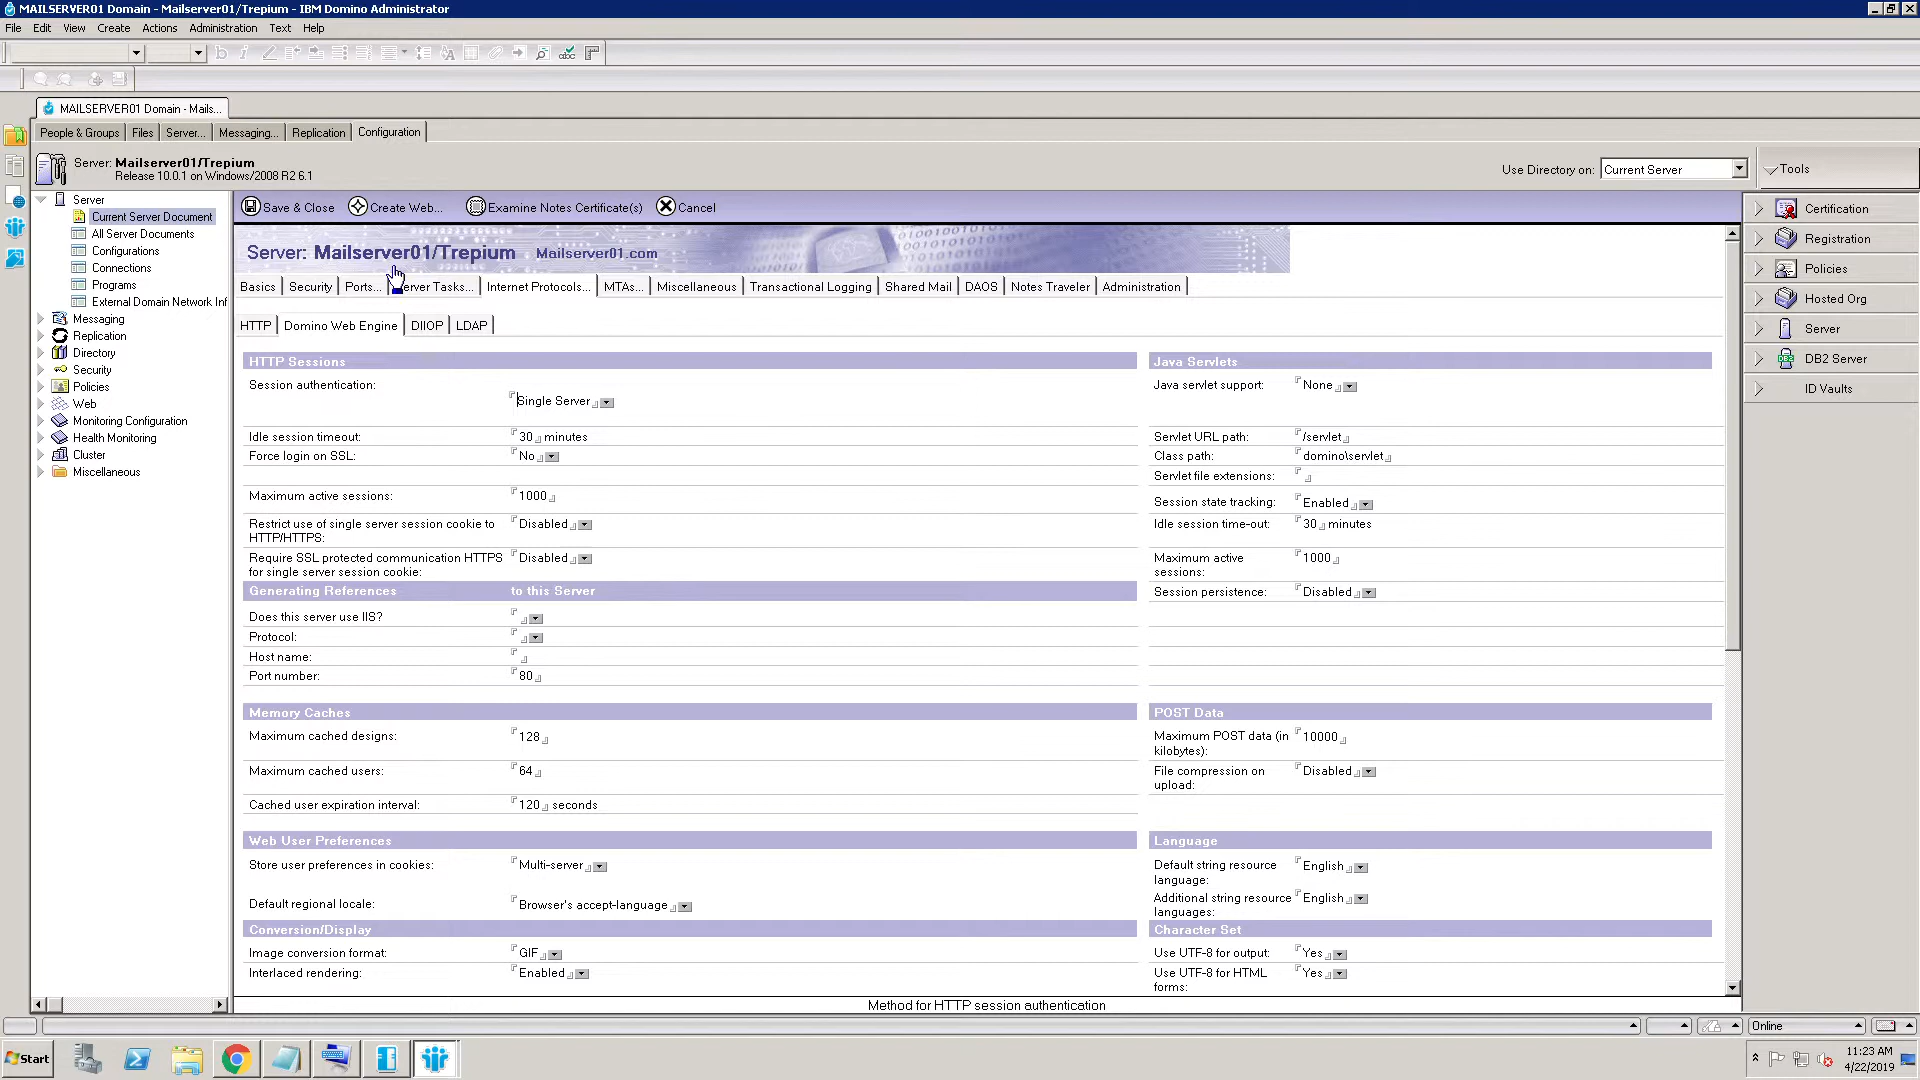 MAILSERVER01 Domain - Mailserver01/Trepium - IBM Domino Administrator
File Edit View Create Actions Administration Text Help
MAILSERVER01 Domain - Mails...
People & Groups Files Server... Messaging... Replication Configuration
Server: Mailserver01/Trepium
Release 10.0.1 on Windows/2008 R2 6.1
Use Directory on: Current Server
Tools
Server
Current Server Document
All Server Documents
Configurations
Connections
Programs
External Domain Network Inf
Messaging
Replication
Directory
Security
Policies
Web
Monitoring Configuration
Health Monitoring
Cluster
Miscellaneous
Save & Close Create Web... Examine Notes Certificate(s) Cancel
Server: Mailserver01/Trepium Mailserver01.com
Basics Security Ports... erver Tasks... Internet Protocols... MTAs... Miscellaneous Transactional Logging Shared Mail DAOS Notes Traveler Administration
HTTP Domino Web Engine DIIOP LDAP
HTTP Sessions
Session authentication: Single Server
Idle session timeout: 30 minutes
Force login on SSL: No
Maximum active sessions: 1000
Restrict use of single server session cookie to
HTTP/HTTPS: Disabled
Require SSL protected communication HTTPS
for single server session cookie: Disabled
Generating References to this Server
Does this server use IIS?
Protocol:
Host name:
Port number: 80
Memory Caches
Maximum cached designs: 128
Maximum cached users: 64
Cached user expiration interval: 120 seconds
Web User Preferences
Store user preferences in cookies: Multi-server
Default regional locale: Browser's accept-language
Conversion/Display
Image conversion format: GIF
Interlaced rendering: Enabled
Java Servlets
Java servlet support: None
Servlet URL path: /servlet
Class path: domino\servlet
Servlet file extensions:
Session state tracking: Enabled
Idle session time-out: 30 minutes
Maximum active
sessions: 1000
Session persistence: Disabled
POST Data
Maximum POST data (in
kilobytes): 10000
File compression on
upload: Disabled
Language
Default string resource
language: English
Additional string resource
languages: English
Character Set
Use UTF-8 for output: Yes
Use UTF-8 for HTML
forms: Yes
Certification
Registration
Policies
Hosted Org
Server
DB2 Server
ID Vaults
Method for HTTP session authentication
Online
Start
11:23 AM
4/22/2019